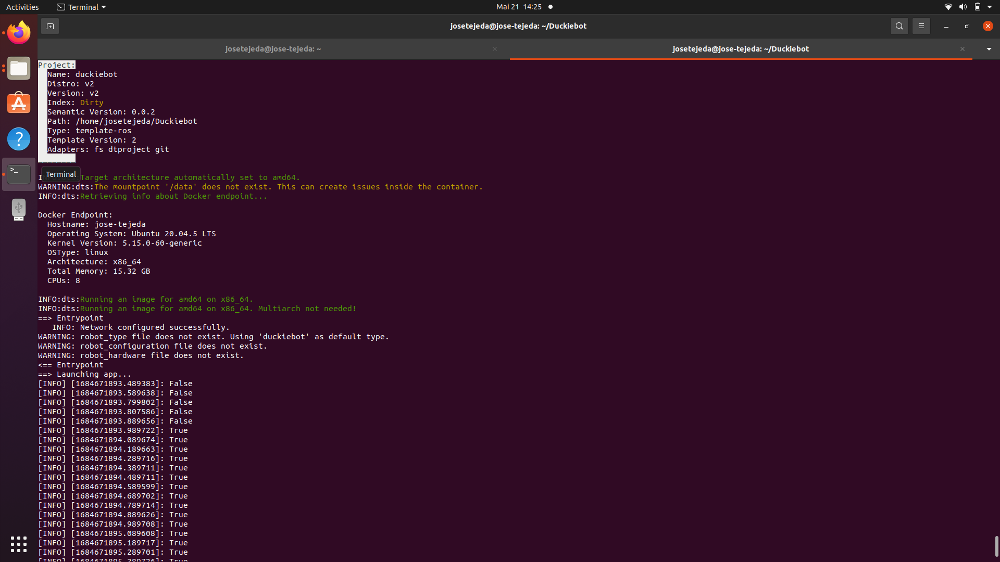 Activities
Terminal
Mai 21 14:25
josetejeda@jose-tejeda: ~/Duckiebot
josetejeda@jose-tejeda: ~
josetejeda@jose-tejeda: ~/Duckiebot
Project:
Name: duckiebot
Distro: v2
Version: v2
Index: Dirty
Semantic Version: 0.0.2
Path: /home/josetejeda/Duckiebot
Type: template-ros
Template Version: 2
Adapters: fs dtproject git
Terminal
Target architecture automatically set to amd64.
WARNING:dts:The mountpoint '/data' does not exist. This can create issues inside the container.
INFO:dts:Retrieving info about Docker endpoint...
Docker Endpoint:
Hostname: jose-tejeda
Operating System: Ubuntu 20.04.5 LTS
Kernel Version: 5.15.0-60-generic
OSType: linux
Architecture: x86_64
Total Memory: 15.32 GB
CPUs: 8
INFO:dts:Running an image for amd64 on x86_64.
INFO:dts:Running an image for amd64 on x86_64. Multiarch not needed!
==> Entrypoint
INFO: Network configured successfully.
WARNING: robot_type file does not exist. Using 'duckiebot' as default type.
WARNING: robot_configuration file does not exist.
WARNING: robot_hardware file does not exist.
<== Entrypoint
==> Launching app...
[INFO] [1684671893.489383]: False
[INFO] [1684671893.589638]: False
[INFO] [1684671893.799802]: False
[INFO] [1684671893.807586]: False
[INFO] [1684671893.889656]: False
[INFO] [1684671893.989722]: True
[INFO] [1684671894.089674]: True
[INFO] [1684671894.189663]: True
[INFO] [1684671894.289716]: True
[INFO] [1684671894.389711]: True
[INFO] [1684671894.489711]: True
[INFO] [1684671894.589599]: True
[INFO] [1684671894.689702]: True
[INFO] [1684671894.789714]: True
[INFO] [1684671894.889626]: True
[INFO] [1684671894.989708]: True
[INFO] [1684671895.089608]: True
[INFO] [1684671895.189717]: True
[INFO] [1684671895.289701]: True
[INFO] [1684671895.389726]: True